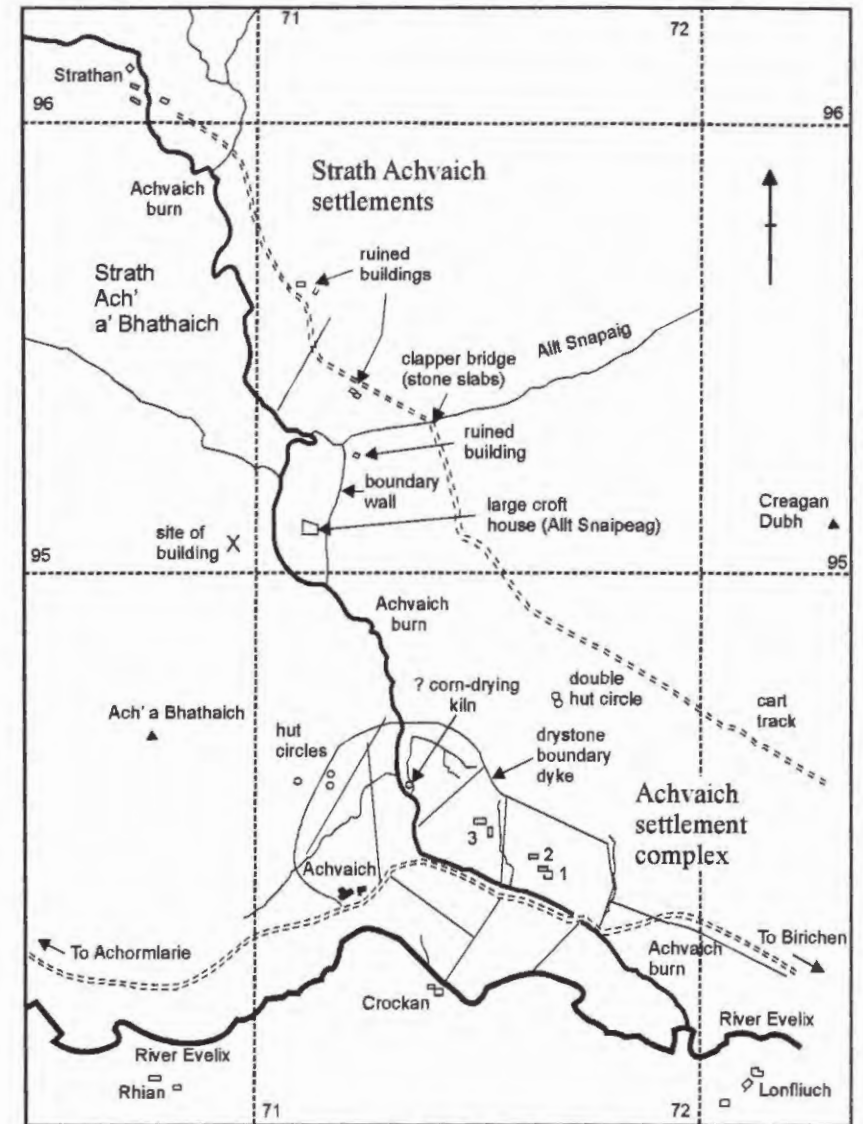 71
72
Strathan
96
96
Achvaich
burn
Strath Achvaich
settlements
ruined
buildings
Strath
Ach'
a' Bhathaich
Allt Snapaig
clapper bridge
(stone slabs)
ruined
building
boundary
wall
large croft
house (Allt Snaipeag)
Creagan
Dubh
site of
building
X
95
95
Achvaich
burn
? corn-drying
kiln
double
hut circle
cart
track
Ach' a Bhathaich
hut
circles
drystone
boundary
dyke
Achvaich
settlement
complex
3
2
1
Achvaich
To Achormlarie
Achvaich
burn
To Birichen
Crockan
River Evelix
River Evelix
Rhian
Lonfliuch
71
72